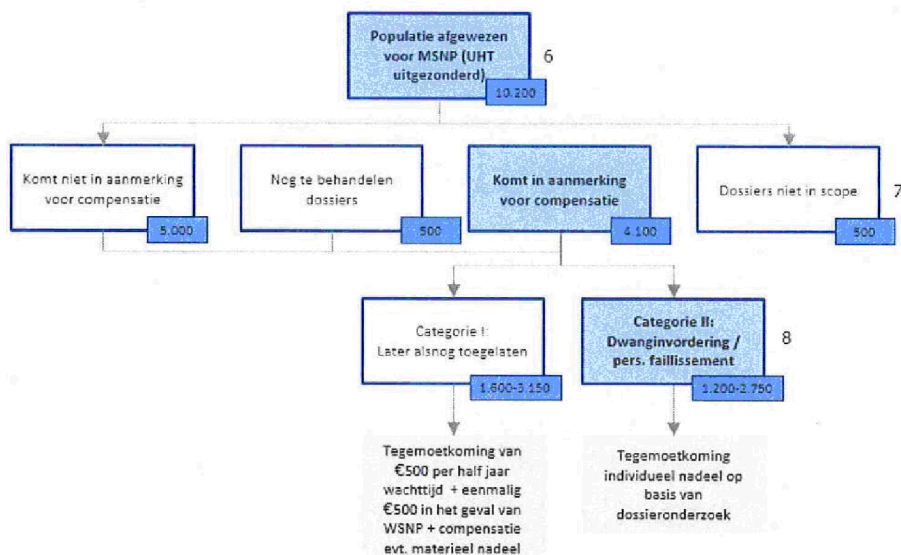 Populatie afgewezen
voor MSNP (UHT
uitgezonderd)
6
10.200
Komt niet in aanmerking
voor compensatie
5.000
Nog te behandelen
dossiers
500
Komt in aanmerking
voor compensatie
4.100
Dossiers niet in scope
500
7
Categorie I:
Later alsnog toegelaten
1.600-3.150
Categorie II:
Dwanginvordering /
pers. faillissement
8
1.200-2.750
Tegemoetkoming van
€500 per half jaar
wachttijd + eenmalig
€500 in het geval van
WSNP + compensatie
evt. materieel nadeel
Tegemoetkoming
individueel nadeel op
basis van
dossieronderzoek